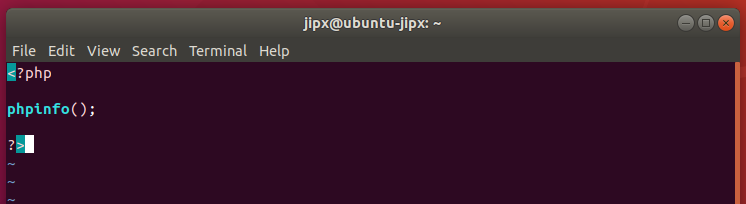 jipx@ubuntu-jipx: ~
File Edit View Search Terminal Help
<?php
phpinfo();
?>
~
~
~